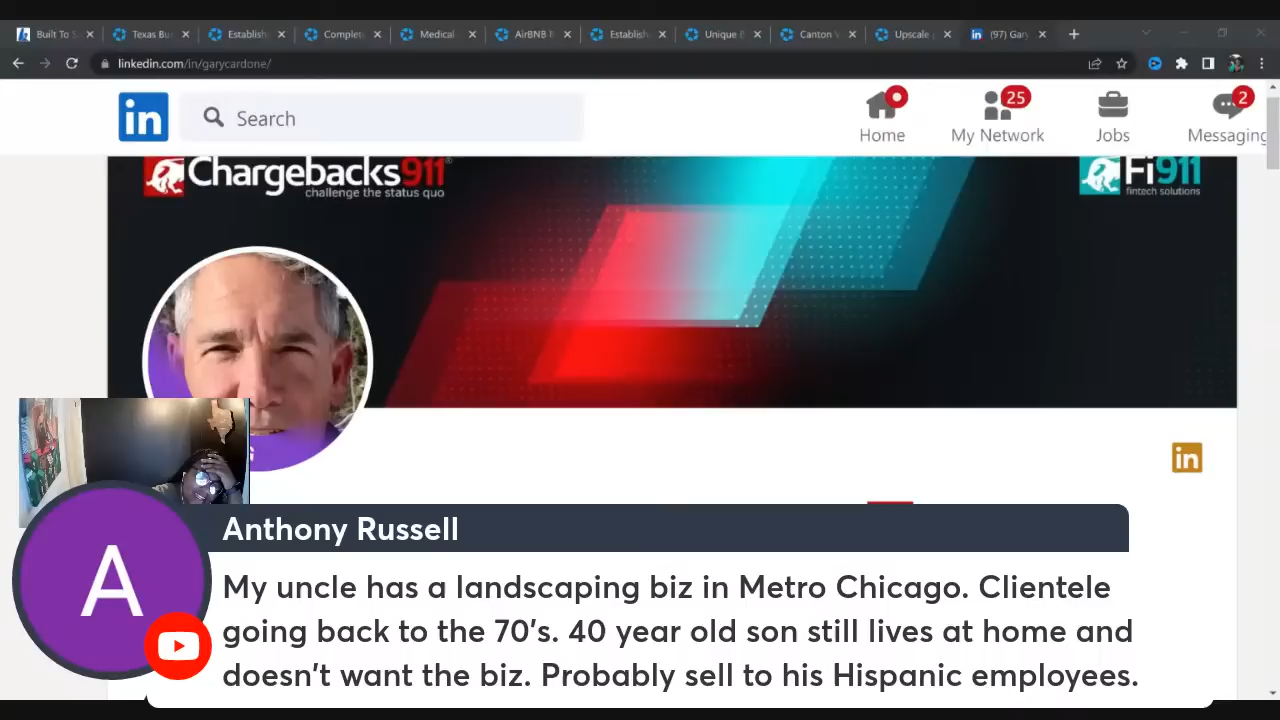 Built To S
Texas Bu
Establish
Complet
Medical
AirBNB B
Establish
Unique B
Canton V
Upscale
(97) Gary
linkedin.com/in/garycardone/
in
Search
Home
25
My Network
Jobs
2
Messaging
Chargebacks911
challenge the status quo
Fi911
fintech solutions
in
A
Anthony Russell
My uncle has a landscaping biz in Metro Chicago. Clientele
going back to the 70's. 40 year old son still lives at home and
doesn't want the biz. Probably sell to his Hispanic employees.